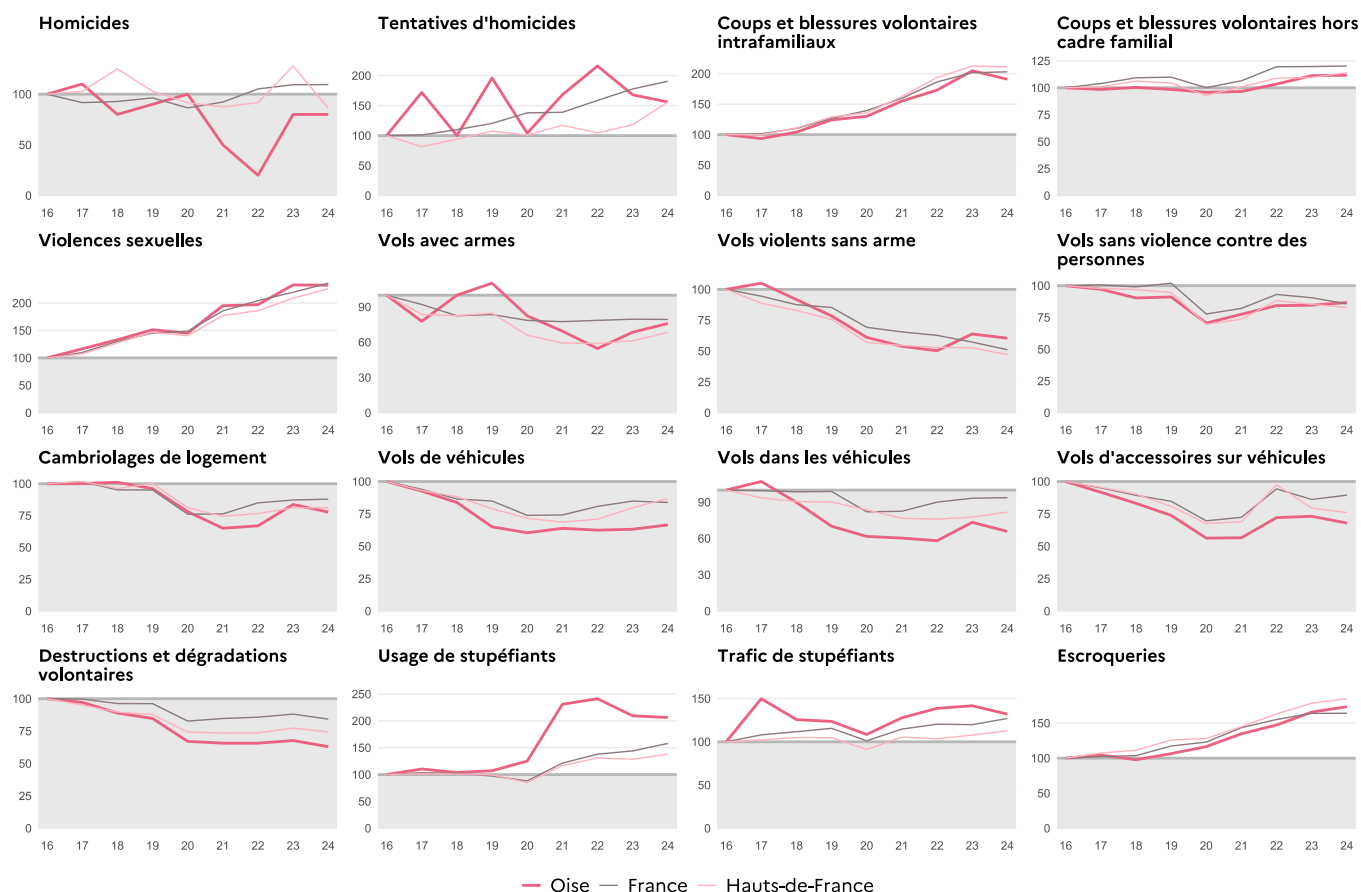 Homicides
100
50
0
16 17 18 19 20 21 22 23 24
Tentatives d'homicides
200
150
100
50
0
16 17 18 19 20 21 22 23 24
Coups et blessures volontaires
intrafamiliaux
200
150
100
50
0
16 17 18 19 20 21 22 23 24
Coups et blessures volontaires hors
cadre familial
125
100
75
50
25
0
16 17 18 19 20 21 22 23 24
Violences sexuelles
200
150
100
50
0
16 17 18 19 20 21 22 23 24
Vols avec armes
90
60
30
0
16 17 18 19 20 21 22 23 24
Vols violents sans arme
100
75
50
25
0
16 17 18 19 20 21 22 23 24
Vols sans violence contre des
personnes
100
75
50
25
0
16 17 18 19 20 21 22 23 24
Cambriolages de logement
100
75
50
25
0
16 17 18 19 20 21 22 23 24
Vols de véhicules
100
75
50
25
0
16 17 18 19 20 21 22 23 24
Vols dans les véhicules
90
60
30
0
16 17 18 19 20 21 22 23 24
Vols d'accessoires sur véhicules
100
75
50
25
0
16 17 18 19 20 21 22 23 24
Destructions et dégradations
volontaires
100
75
50
25
0
16 17 18 19 20 21 22 23 24
Usage de stupéfiants
250
200
150
100
50
0
16 17 18 19 20 21 22 23 24
Trafic de stupéfiants
150
100
50
0
16 17 18 19 20 21 22 23 24
Escroqueries
150
100
50
0
16 17 18 19 20 21 22 23 24
Oise France Hauts-de-France